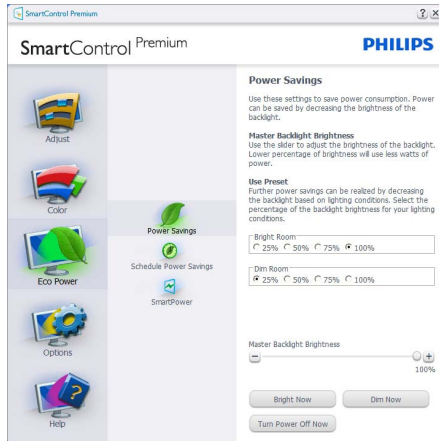 SmartControl Premium
SmartControl Premium
PHILIPS
Adjust
Color
Eco Power
Options
Help
Power Savings
Schedule Power Savings
SmartPower
Power Savings
Use these settings to save power consumption. Power
can be saved by decreasing the brightness of the
backlight.
Master Backlight Brightness
Use the slider to adjust the brightness of the backlight.
Lower percentage of brightness will use less watts of
power.
Use Preset
Further power savings can be realized by decreasing
the backlight based on lighting conditions. Select the
percentage of the backlight brightness for your lighting
conditions.
Bright Room
25% 50% 75% 100%
Dim Room
25% 50% 75% 100%
Master Backlight Brightness
100%
Bright Now Dim Now
Turn Power Off Now